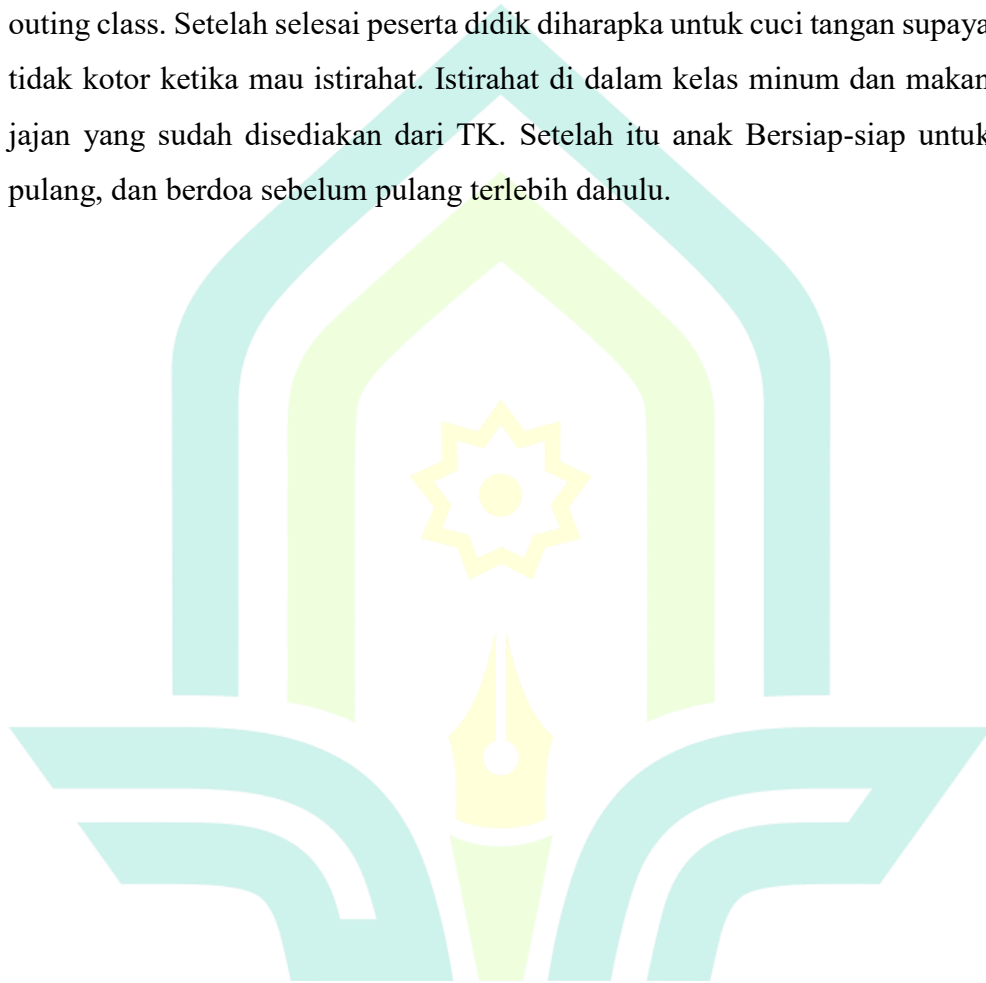 outing class. Setelah selesai peserta didik diharapka untuk cuci tangan supaya
tidak kotor ketika mau istirahat. Istirahat di dalam kelas minum dan makan
jajan yang sudah disediakan dari TK. Setelah itu anak Bersiap-siap untuk
pulang, dan berdoa sebelum pulang terlebih dahulu.